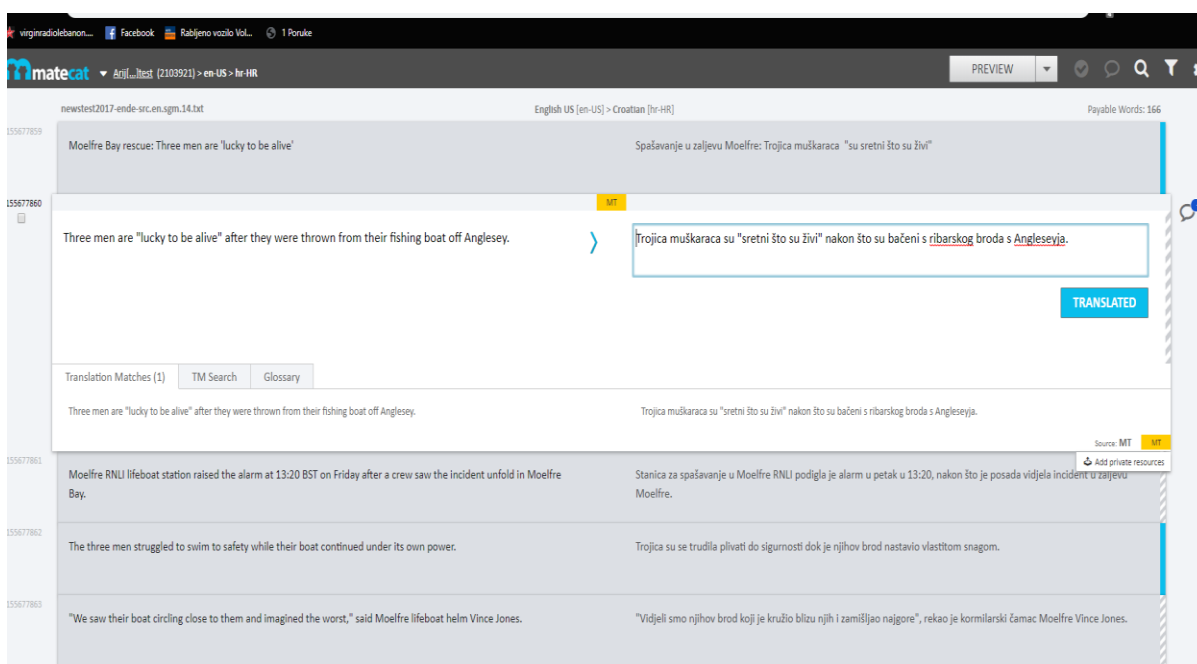 virginradiolebanon.... Facebook Rabljeno vozilo Vol... 1 Poruke
matecat Arij[...]test (2103921) > en-US > hr-HR PREVIEW
newstest2017-ende-src.en.sgm.14.txt English US [en-US] > Croatian [hr-HR] Payable Words: 166
155677859
Moelfre Bay rescue: Three men are 'lucky to be alive' Spašavanje u zaljevu Moelfre: Trojica muškaraca "su sretni što su živi"
155677860
MT
Three men are "lucky to be alive" after they were thrown from their fishing boat off Anglesey. Trojica muškaraca su "sretni što su živi" nakon što su bačeni s ribarskog broda s Angleseyja.
TRANSLATED
Translation Matches (1) TM Search Glossary
Three men are "lucky to be alive" after they were thrown from their fishing boat off Anglesey. Trojica muškaraca su "sretni što su živi" nakon što su bačeni s ribarskog broda s Angleseyja.
Source: MT MT
Add private resources
155677861
Moelfre RNLI lifeboat station raised the alarm at 13:20 BST on Friday after a crew saw the incident unfold in Moelfre Stanica za spašavanje u Moelfre RNLI podigla je alarm u petak u 13:20, nakon što je posada vidjela incident u zaljevu
Bay. Moelfre.
155677862
The three men struggled to swim to safety while their boat continued under its own power. Trojica su se trudila plivati do sigurnosti dok je njihov brod nastavio vlastitom snagom.
155677863
"We saw their boat circling close to them and imagined the worst," said Moelfre lifeboat helm Vince Jones. "Vidjeli smo njihov brod koji je kružio blizu njih i zamišljao najgore", rekao je kormilarski čamac Moelfre Vince Jones.